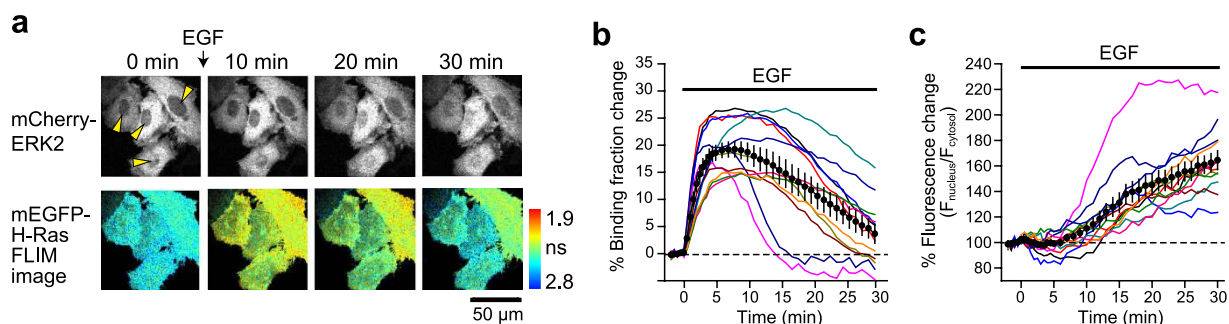 a
EGF
0 min
10 min
20 min
30 min
mCherry-
ERK2
mEGFP-
H-Ras
FLIM
image
1.9
ns
2.8
50 µm
b
EGF
% Binding fraction change
35
30
25
20
15
10
5
0
0
5
10
15
20
25
30
Time (min)
c
EGF
% Fluorescence change
(Fnucleus/Fcytosol)
240
220
200
180
160
140
120
100
80
0
5
10
15
20
25
30
Time (min)